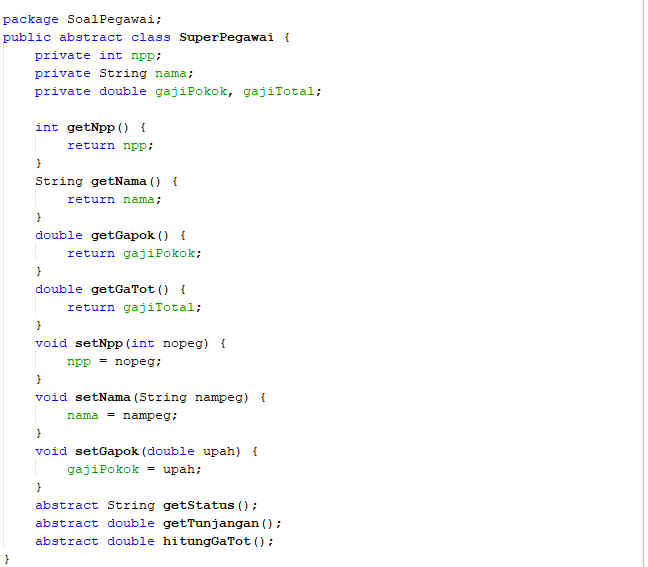 package SoalPegawai;
public abstract class SuperPegawai {
    private int npp;
    private String nama;
    private double gajiPokok, gajiTotal;

    int getNpp() {
        return npp;
    }
    String getNama() {
        return nama;
    }
    double getGapok() {
        return gajiPokok;
    }
    double getGaTot() {
        return gajiTotal;
    }
    void setNpp(int nopeg) {
        npp = nopeg;
    }
    void setNama(String nampeg) {
        nama = nampeg;
    }
    void setGapok(double upah) {
        gajiPokok = upah;
    }
    abstract String getStatus();
    abstract double getTunjangan();
    abstract double hitungGaTot();
}